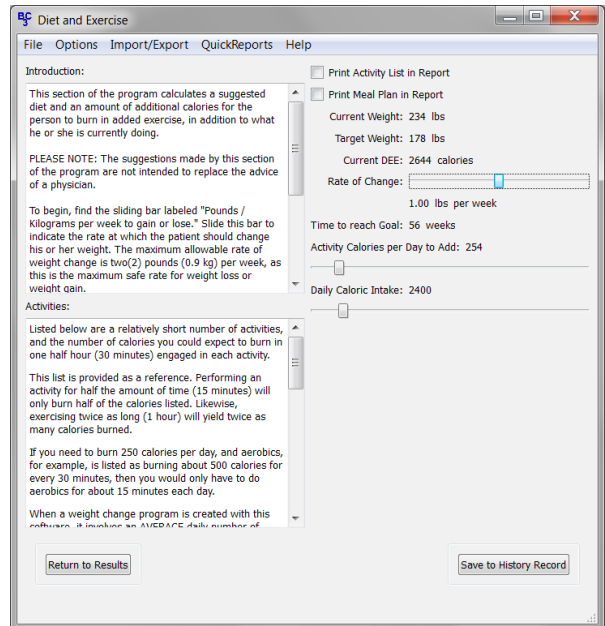 BSC Diet and Exercise
File Options Import/Export QuickReports Help
Introduction:
This section of the program calculates a suggested
diet and an amount of additional calories for the
person to burn in added exercise, in addition to what
he or she is currently doing.
PLEASE NOTE: The suggestions made by this section
of the program are not intended to replace the advice
of a physician.
To begin, find the sliding bar labeled "Pounds /
Kilograms per week to gain or lose." Slide this bar to
indicate the rate at which the patient should change
his or her weight. The maximum allowable rate of
weight change is two(2) pounds (0.9 kg) per week, as
this is the maximum safe rate for weight loss or
weight gain.
Activities:
Listed below are a relatively short number of activities,
and the number of calories you could expect to burn in
one half hour (30 minutes) engaged in each activity.
This list is provided as a reference. Performing an
activity for half the amount of time (15 minutes) will
only burn half of the calories listed. Likewise,
exercising twice as long (1 hour) will yield twice as
many calories burned.
If you need to burn 250 calories per day, and aerobics,
for example, is listed as burning about 500 calories for
every 30 minutes, then you would only have to do
aerobics for about 15 minutes each day.
When a weight change program is created with this
software, it involves an AVERAGE daily number of
Print Activity List in Report
Print Meal Plan in Report
Current Weight: 234 lbs
Target Weight: 178 lbs
Current DEE: 2644 calories
Rate of Change:
1.00 lbs per week
Time to reach Goal: 56 weeks
Activity Calories per Day to Add: 254
Daily Caloric Intake: 2400
Return to Results
Save to History Record